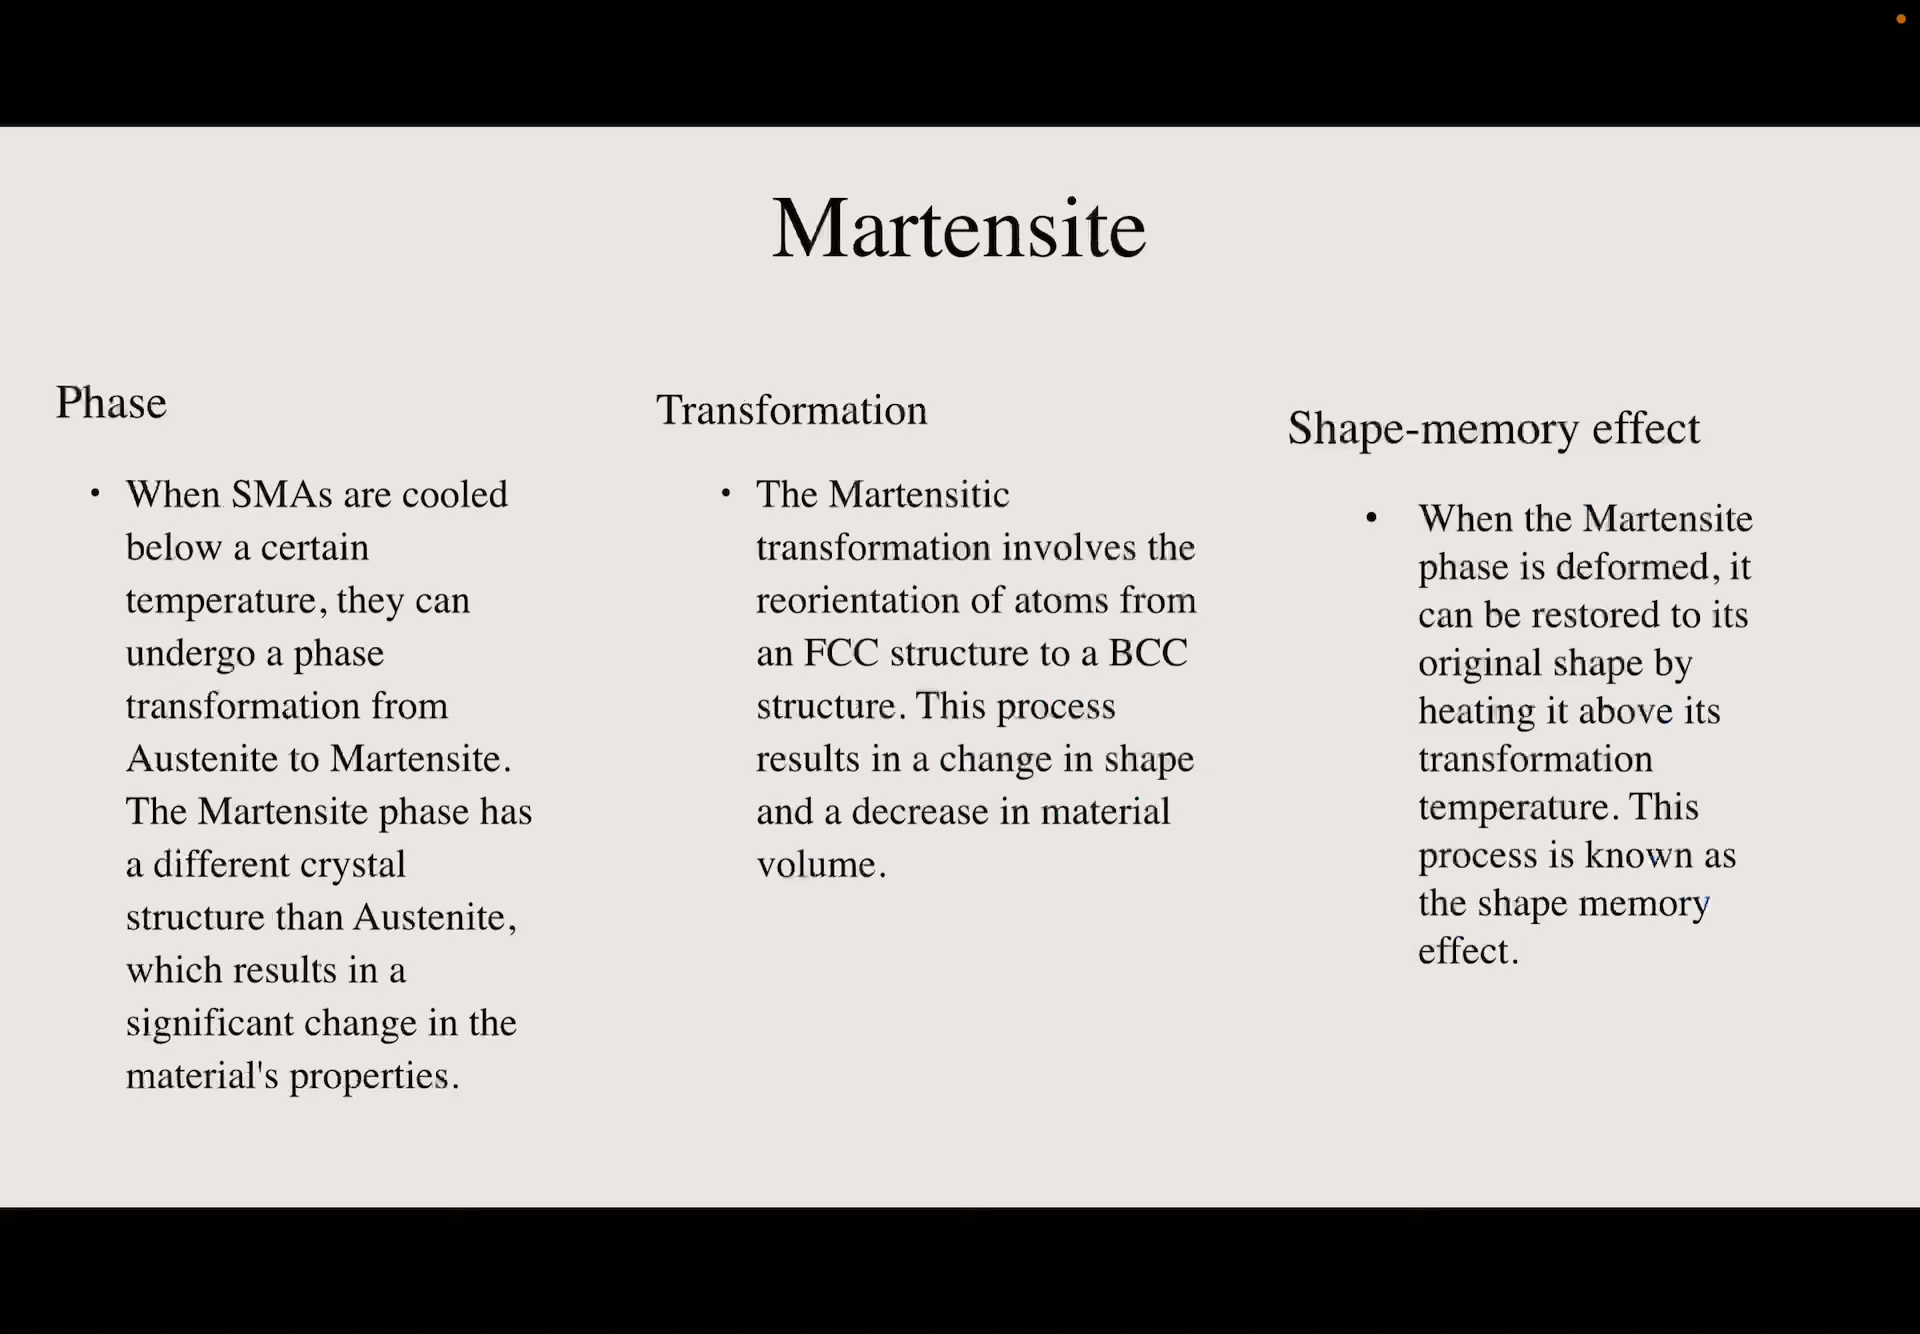 Martensite
Phase
• When SMAs are cooled
below a certain
temperature, they can
undergo a phase
transformation from
Austenite to Martensite.
The Martensite phase has
a different crystal
structure than Austenite,
which results in a
significant change in the
material's properties.
Transformation
• The Martensitic
transformation involves the
reorientation of atoms from
an FCC structure to a BCC
structure. This process
results in a change in shape
and a decrease in material
volume.
Shape-memory effect
• When the Martensite
phase is deformed, it
can be restored to its
original shape by
heating it above its
transformation
temperature. This
process is known as
the shape memory
effect.